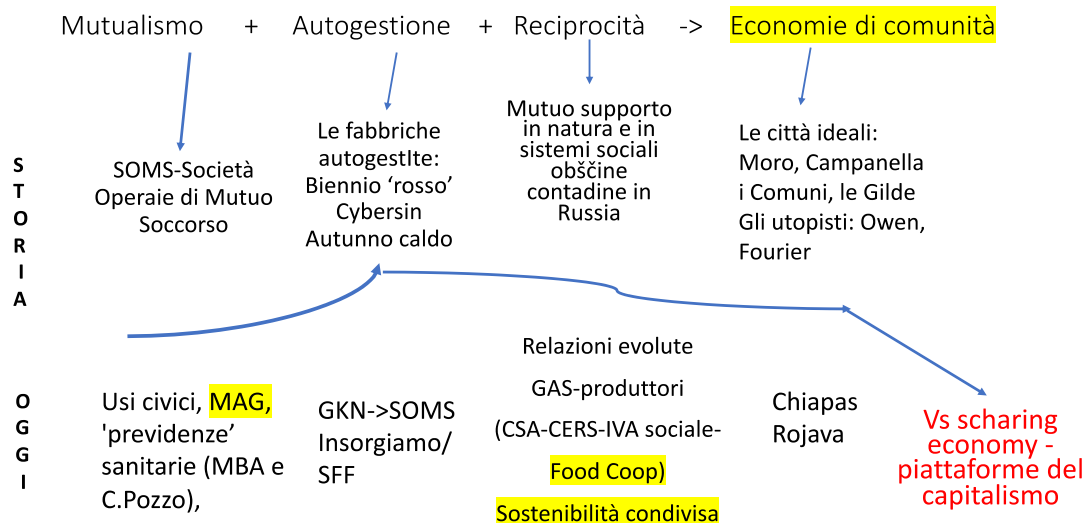 Mutualismo + Autogestione + Reciprocità -> Economie di comunità
STORIA
SOMS-Società
Operaie di Mutuo
Soccorso
Le fabbriche
autogestIte:
Biennio ‘rosso’
Cybersin
Autunno caldo
Mutuo supporto
in natura e in
sistemi sociali
obščine
contadine in
Russia
Le città ideali:
Moro, Campanella
i Comuni, le Gilde
Gli utopisti: Owen,
Fourier
OGGI
Usi civici, MAG,
'previdenze’
sanitarie (MBA e
C.Pozzo),
GKN->SOMS
Insorgiamo/
SFF
Relazioni evolute
GAS-produttori
(CSA-CERS-IVA sociale-
Food Coop)
Sostenibilità condivisa
Chiapas
Rojava
Vs scharing
economy -
piattaforme del
capitalismo